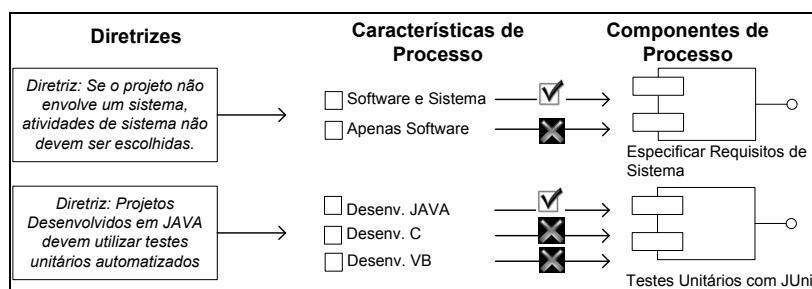 Diretrizes
Características de
Processo
Componentes de
Processo
Diretriz: Se o projeto não
envolve um sistema,
atividades de sistema não
devem ser escolhidas.
Software e Sistema
Apenas Software
Especificar Requisitos de
Sistema
Diretriz: Projetos
Desenvolvidos em JAVA
devem utilizar testes
unitários automatizados
Desenv. JAVA
Desenv. C
Desenv. VB
Testes Unitários com JUni